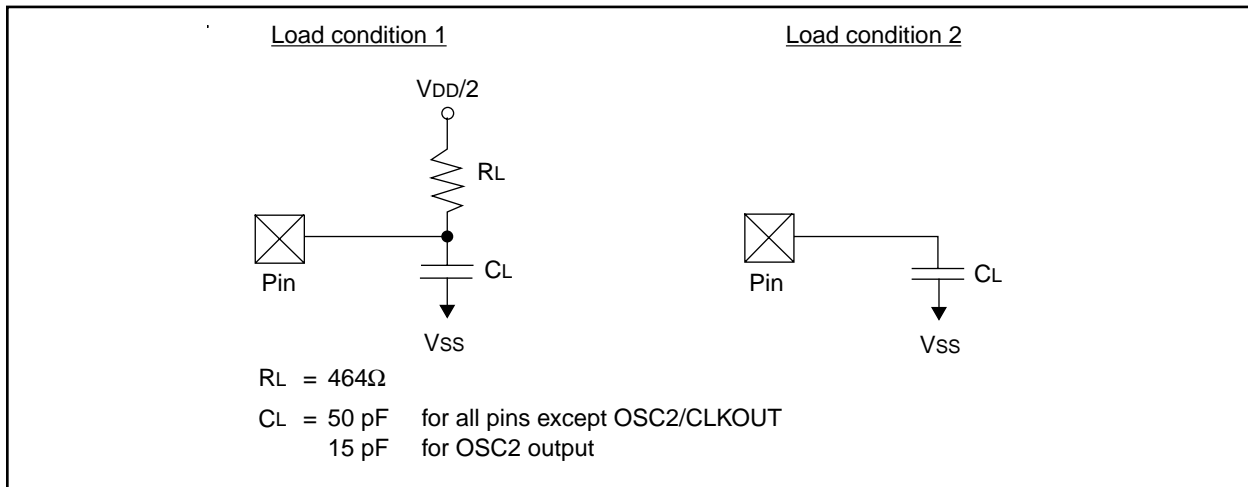 Load condition 1
Load condition 2
VDD/2
RL
Pin
CL
VSS
Pin
CL
VSS
RL = 464Ω
CL = 50 pF for all pins except OSC2/CLKOUT
15 pF for OSC2 output